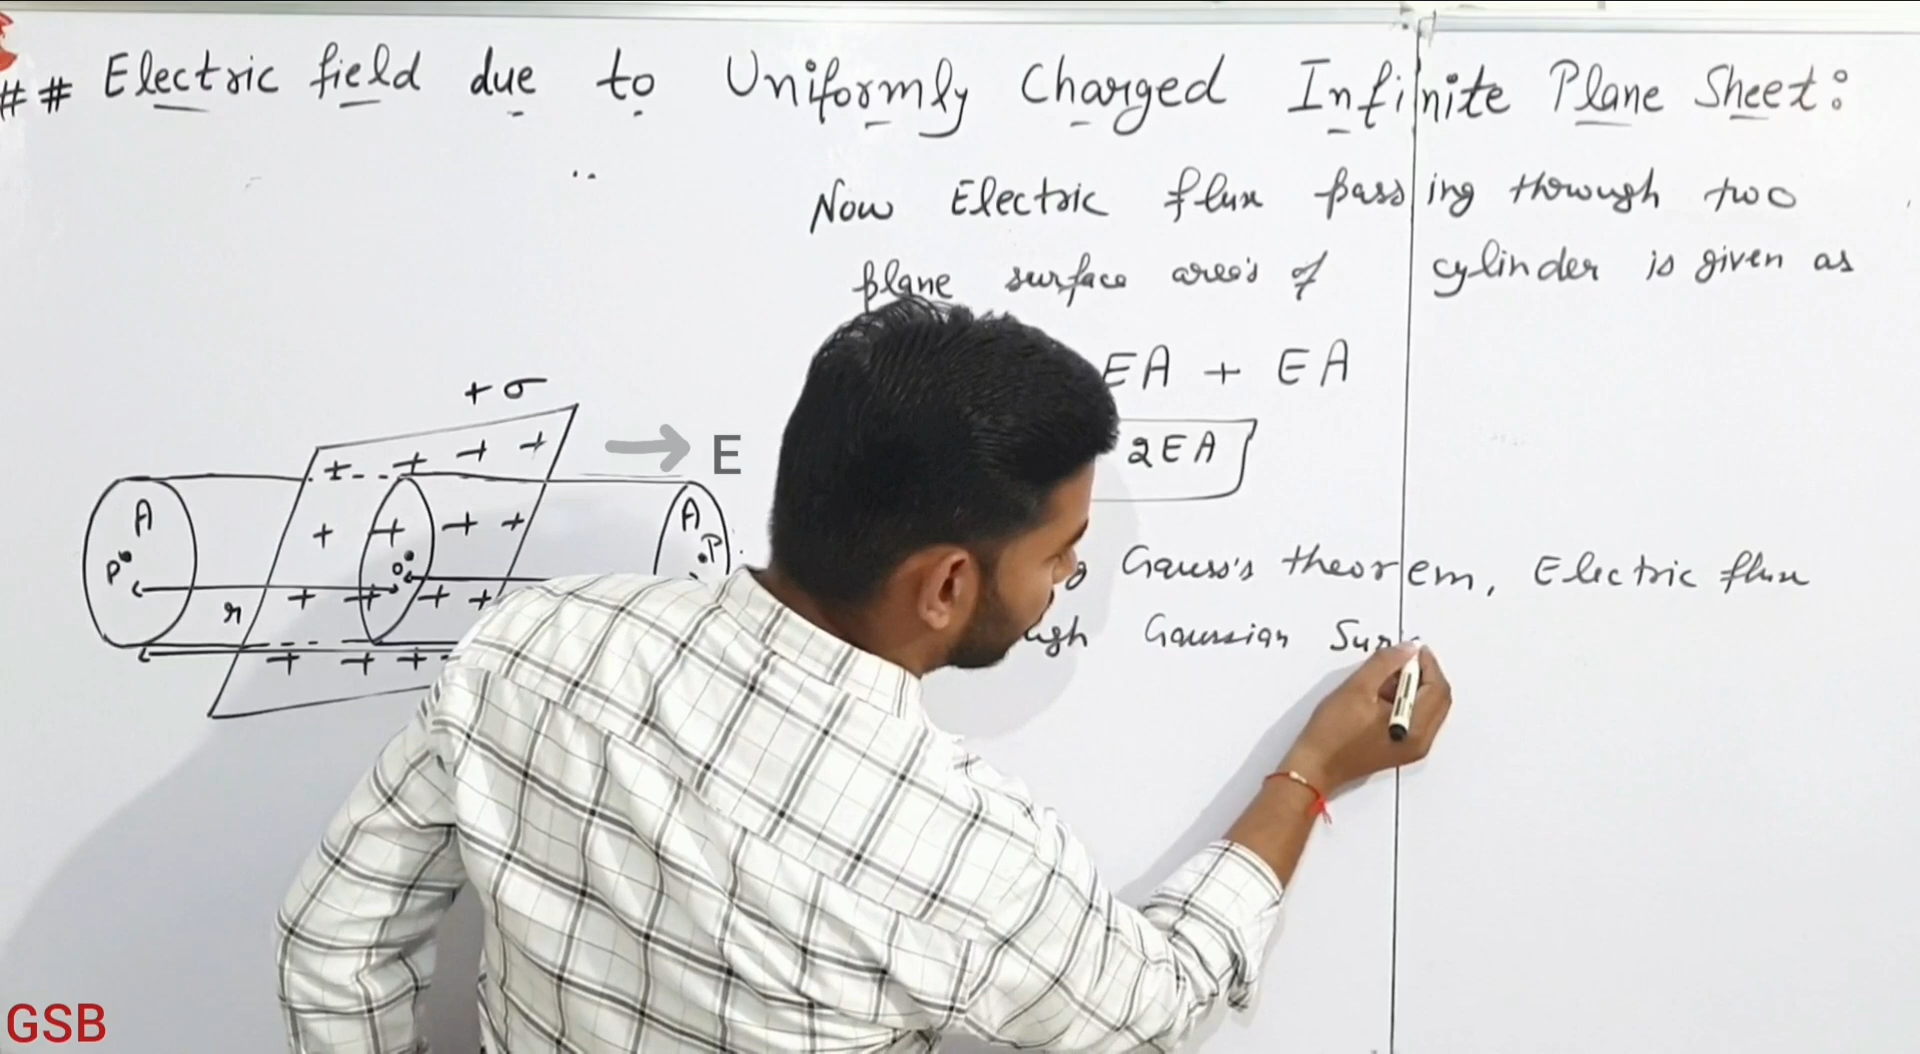 ## Electric field due to Uniformly Charged Infinite Plane Sheet:
Now Electric flux passing through two
plane surface area's of cylinder is given as
EA + EA
2EA
Gauss's theorem, Electric flux
Gaussian
+σ
E
+ + + +
A
+ + + +
A
P
O
P
r
+ + + +
+ + +
GSB